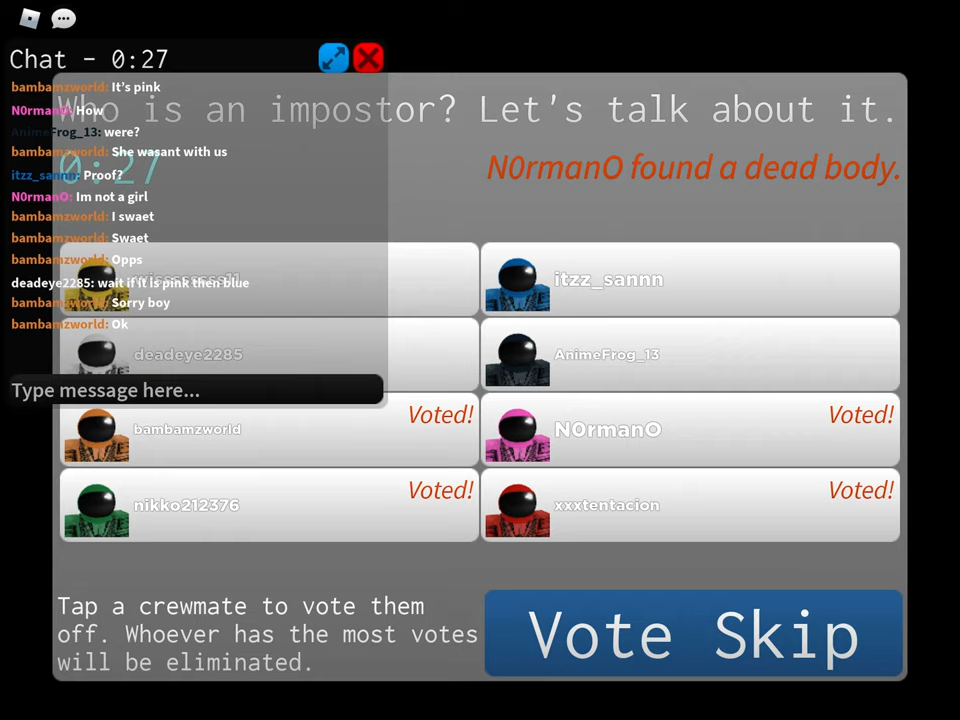 Chat - 0:27
bambamzworld: It's pink
N0rmanO: How
AnimeFrog_13: were?
bambamzworld: She wasant with us
itzz_sannn: Proof?
N0rmanO: Im not a girl
bambamzworld: I swaet
bambamzworld: Swaet
bambamzworld: Opps
deadeye2285: wait if it is pink then blue
bambamzworld: Sorry boy
bambamzworld: Ok
Type message here...
Who is an impostor? Let's talk about it.
0:27
N0rmanO found a dead body.
itzz_sannn
deadeye2285
AnimeFrog_13
bambamzworld
Voted!
N0rmanO
Voted!
nikko212376
Voted!
xxxtentacion
Voted!
Tap a crewmate to vote them
off. Whoever has the most votes
will be eliminated.
Vote Skip